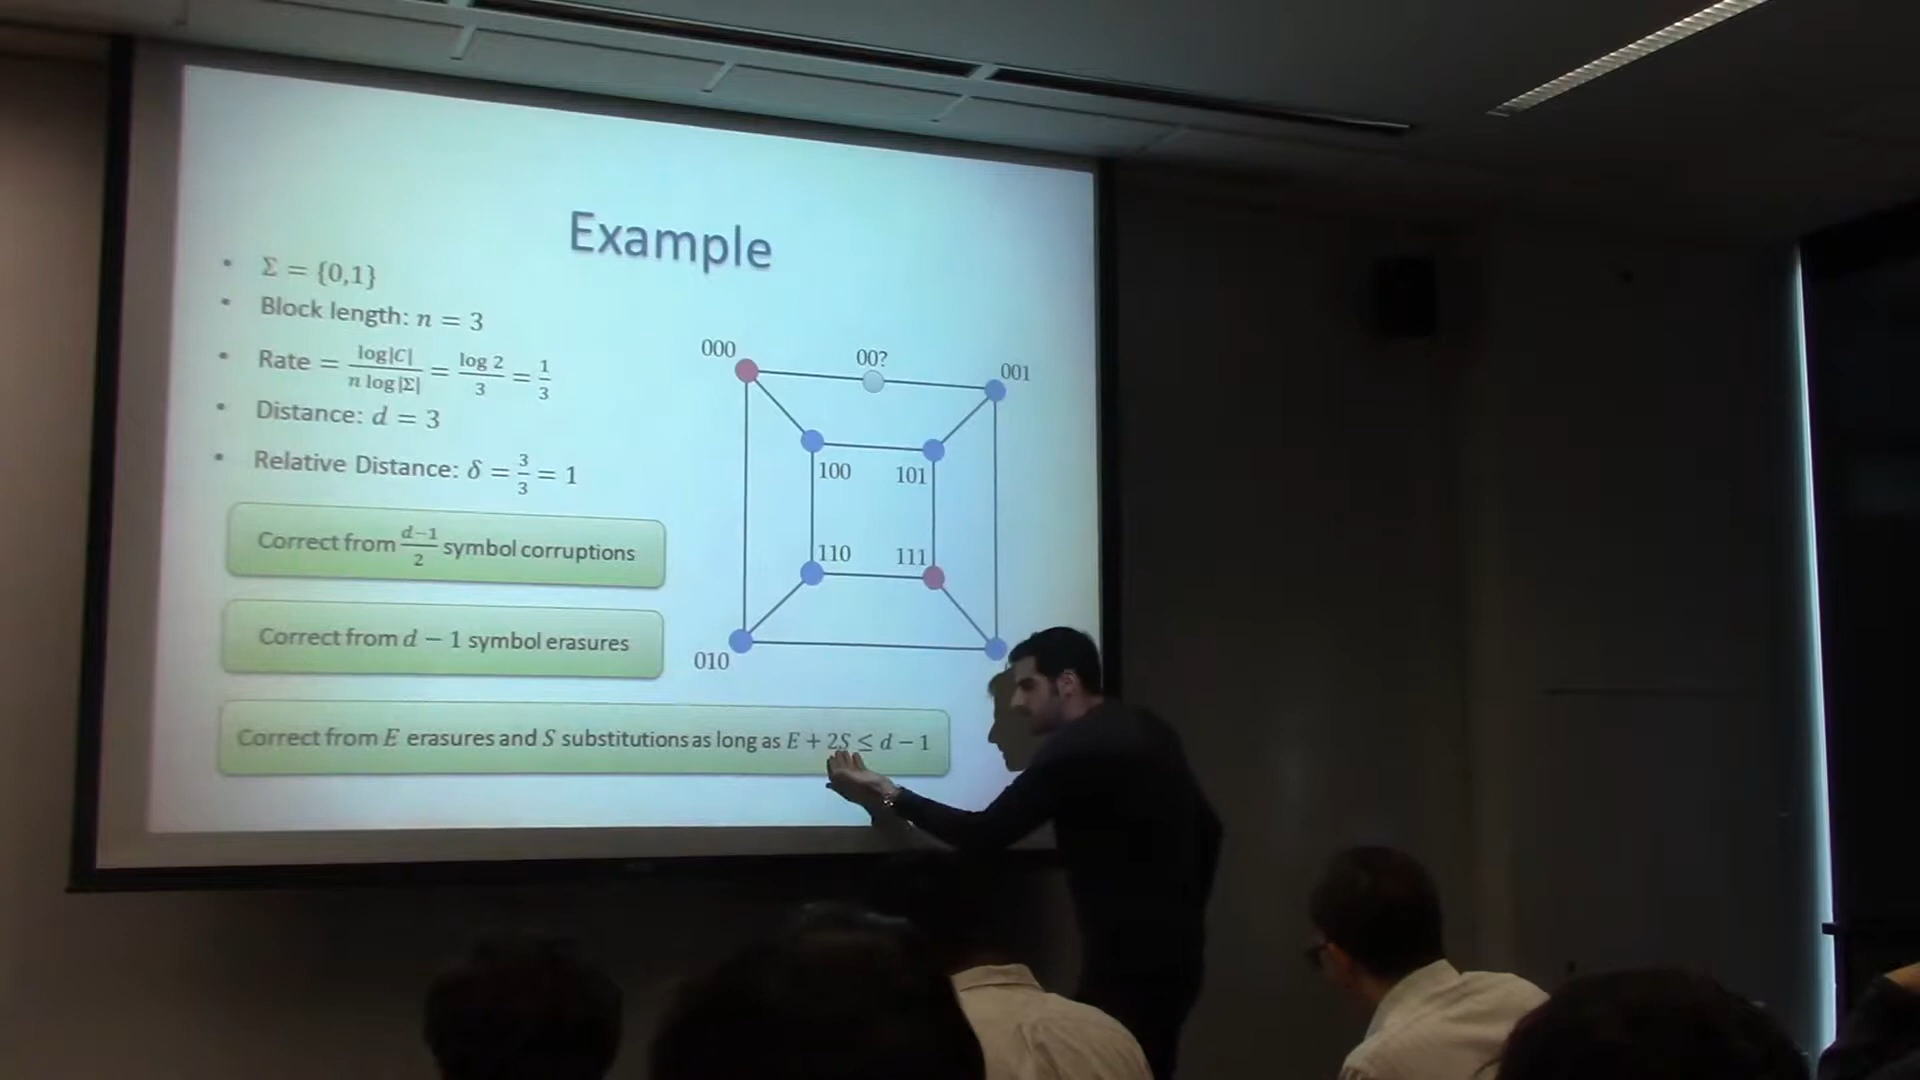 Example
• Σ = {0,1}
• Block length: n = 3
• Rate = log|C| / n log|Σ| = log 2 / 3 = 1/3
• Distance: d = 3
• Relative Distance: δ = 3/3 = 1
Correct from d−1/2 symbol corruptions
Correct from d − 1 symbol erasures
Correct from E erasures and S substitutions as long as E + 2S ≤ d − 1
000
00?
001
100
101
110
111
010